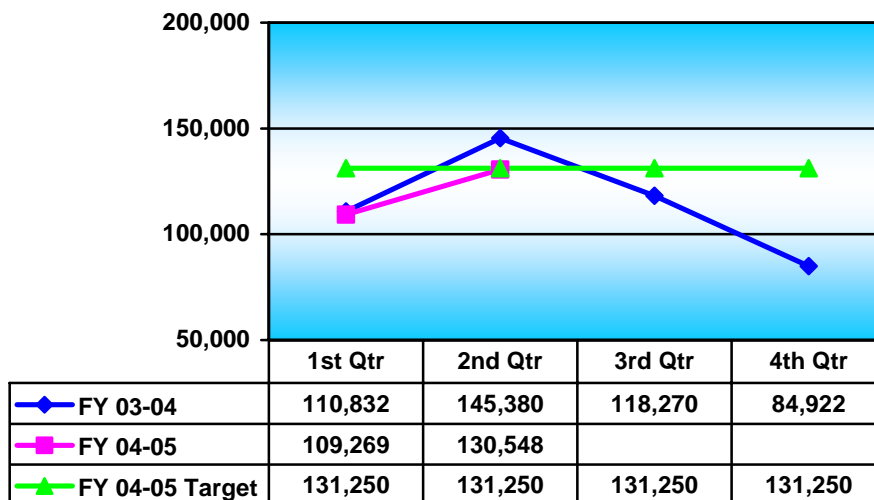 200,000
150,000
100,000
50,000
1st Qtr 2nd Qtr 3rd Qtr 4th Qtr
FY 03-04 110,832 145,380 118,270 84,922
FY 04-05 109,269 130,548
FY 04-05 Target 131,250 131,250 131,250 131,250